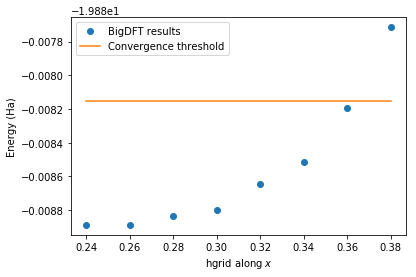 −1.988e1
BigDFT results
Convergence threshold
−0.0078
−0.0080
−0.0082
−0.0084
−0.0086
−0.0088
Energy (Ha)
0.24 0.26 0.28 0.30 0.32 0.34 0.36 0.38
hgrid along x